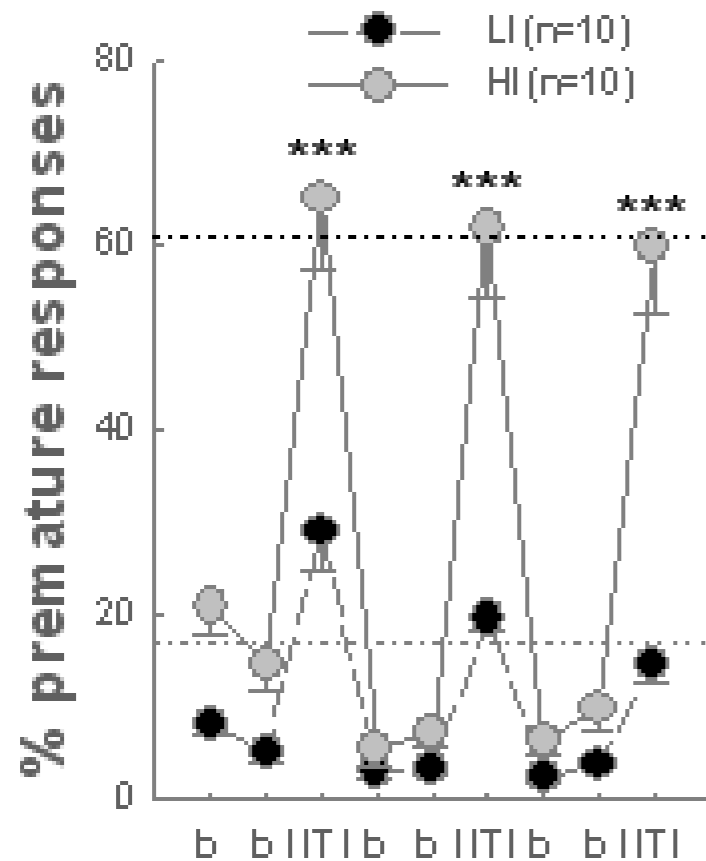 LI (n=10)
HI (n=10)
80
***
***
***
60
40
20
0
% premature responses
b b lITI b b lITI b b lITI